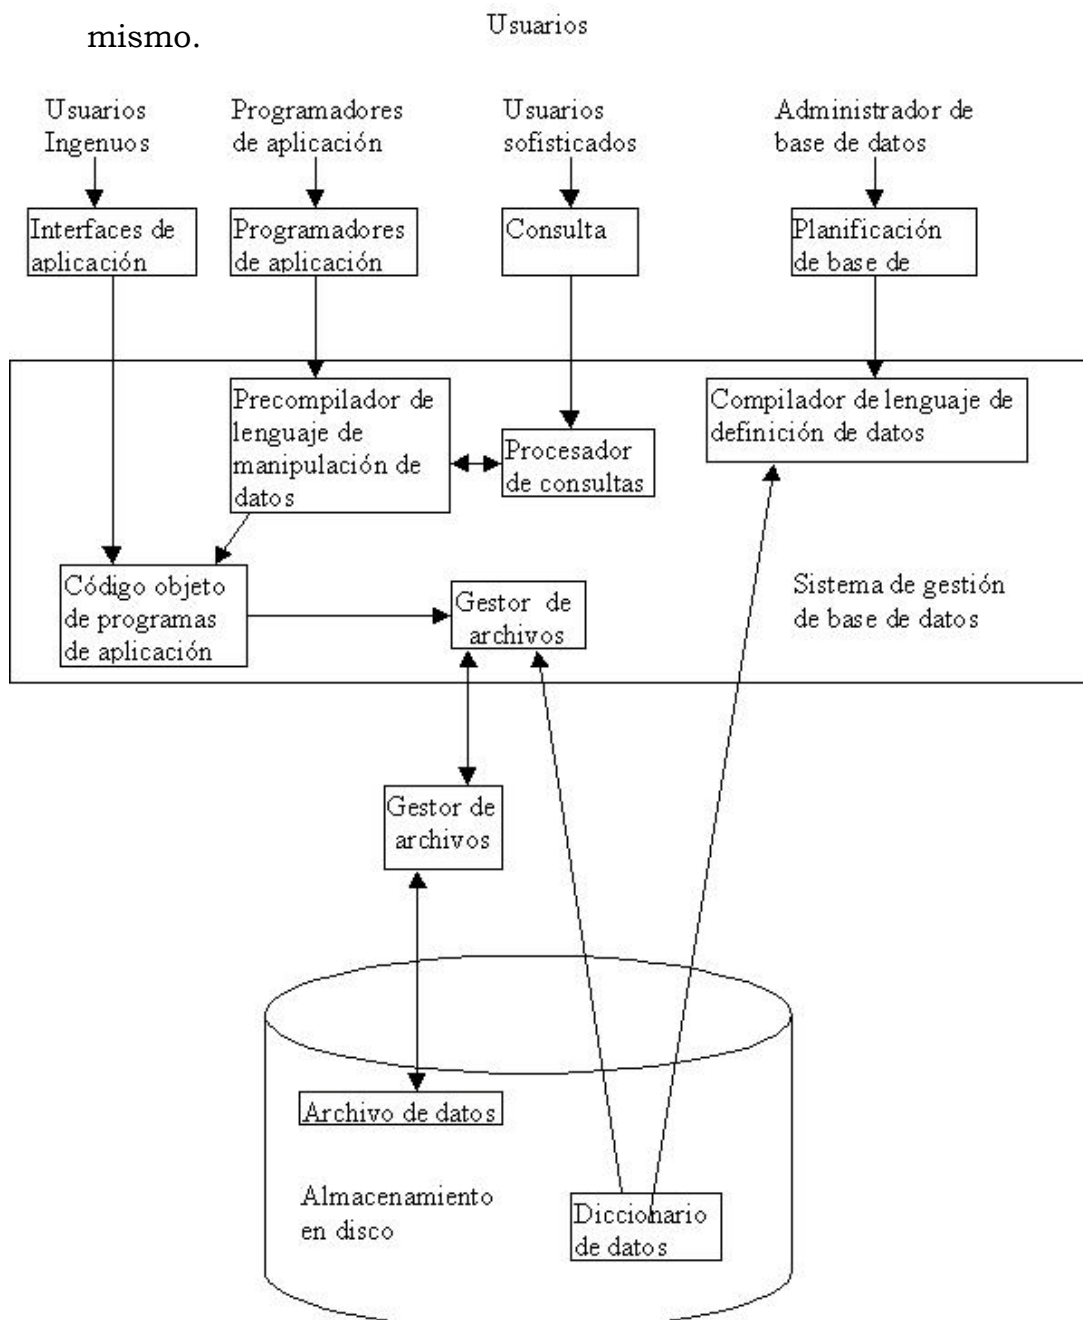 mismo.
Usuarios
Usuarios
Ingenuos
Programadores
de aplicación
Usuarios
sofisticados
Administrador de
base de datos
Interfaces de
aplicación
Programadores
de aplicación
Consulta
Planificación
de base de
Precompilador de
lenguaje de
manipulación de
datos
Procesador
de consultas
Compilador de lenguaje de
definición de datos
Código objeto
de programas
de aplicación
Gestor de
archivos
Sistema de gestión
de base de datos
Gestor de
archivos
Archivo de datos
Almacenamiento
en disco
Diccionario
de datos